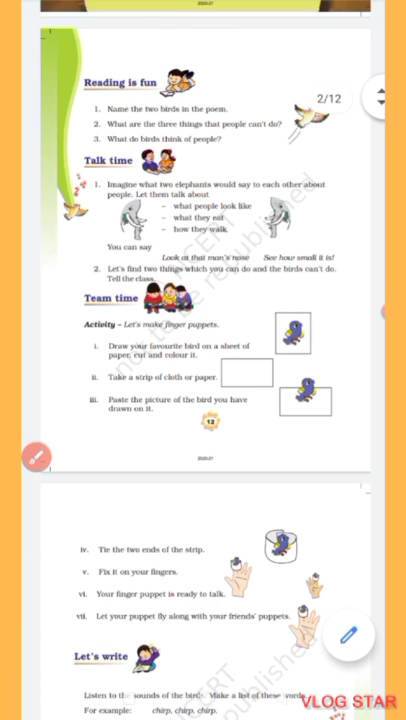 2020-21
Reading is fun
2/12
1. Name the two birds in the poem.
2. What are the three things that people can't do?
3. What do birds think of people?
Talk time
1. Imagine what two elephants would say to each other about
people. Let them talk about
– what people look like
– what they eat
– how they walk
You can say
Look at that man's nose See how small it is!
2. Let's find two things which you can do and the birds can't do.
Tell the class.
Team time
Activity – Let's make finger puppets.
i. Draw your favourite bird on a sheet of
paper, cut and colour it.
ii. Take a strip of cloth or paper.
iii. Paste the picture of the bird you have
drawn on it.
12
2020-21
not to be republished
iv. Tie the two ends of the strip.
v. Fix it on your fingers.
vi. Your finger puppet is ready to talk.
vii. Let your puppet fly along with your friends' puppets.
Let's write
Listen to the sounds of the birds. Make a list of these words.
For example: chirp, chirp, chirp.
VLOG STAR